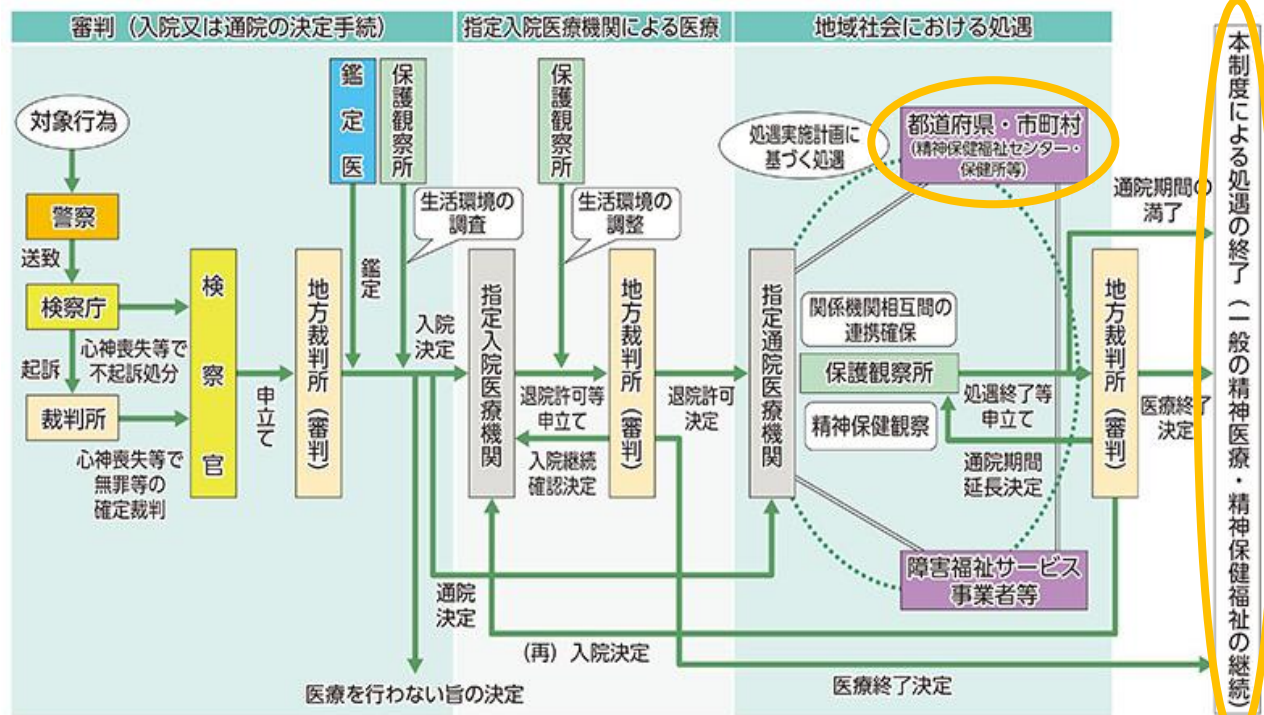 審判（入院又は通院の決定手続）
指定入院医療機関による医療
地域社会における処遇
対象行為
警察
送致
検察庁
起訴
心神喪失等で
不起訴処分
裁判所
心神喪失等で
無罪等の
確定裁判
検察官
申立て
地方裁判所（審判）
鑑定医
鑑定
保護観察所
生活環境の
調査
入院
決定
通院
決定
医療を行わない旨の決定
指定入院医療機関
保護観察所
生活環境の
調整
退院許可等
申立て
入院継続
確認決定
地方裁判所（審判）
退院許可
決定
（再）入院決定
医療終了決定
処遇実施計画に
基づく処遇
都道府県・市町村
(精神保健福祉センター・
保健所等)
指定通院医療機関
関係機関相互間の
連携確保
保護観察所
精神保健観察
処遇終了等
申立て
通院期間
延長決定
障害福祉サービス
事業者等
地方裁判所（審判）
通院期間の
満了
医療終了
決定
本制度による処遇の終了（一般の精神医療・精神保健福祉の継続）